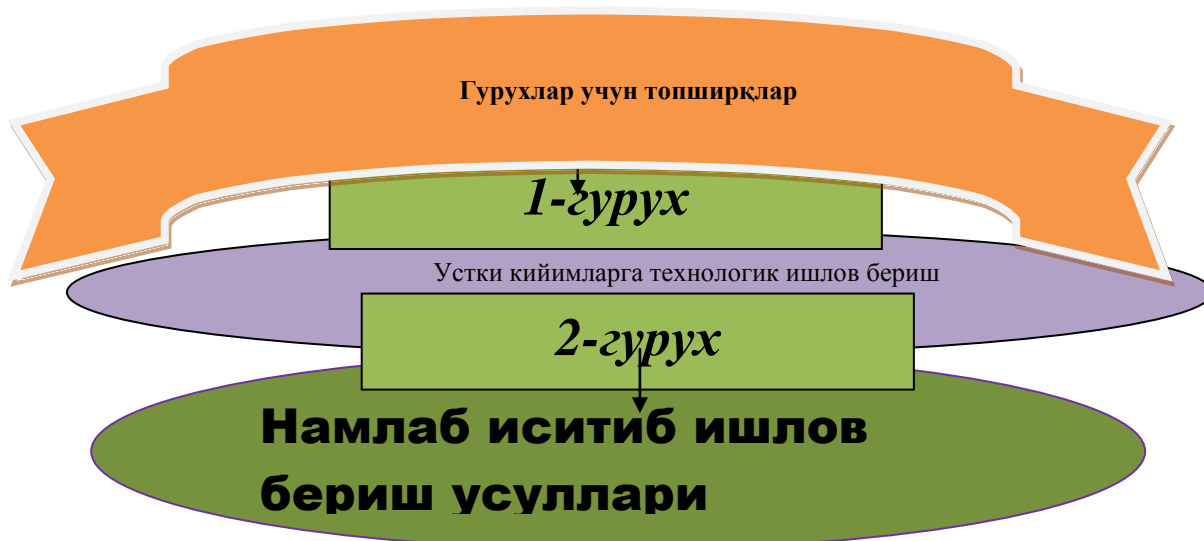 Гурухлар учун топширқлар
1-гурух
Устки кийимларга технологик ишлов бериш
2-гурух
Намлаб иситиб ишлов
бериш усуллари